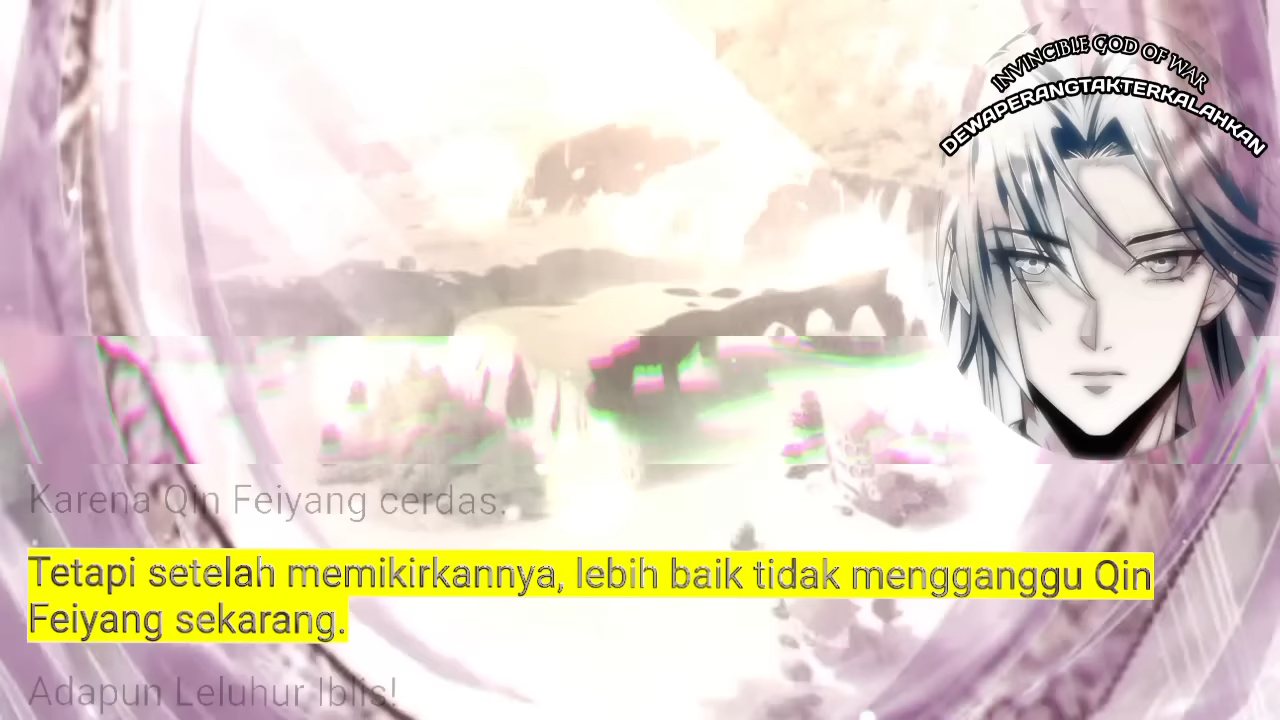 INVINCIBLE GOD OF WAR
DEWAPERANGTAKTERKALAHKAN
Karena Qin Feiyang cerdas.
Tetapi setelah memikirkannya, lebih baik tidak mengganggu Qin
Feiyang sekarang.
Adapun Leluhur Iblis!